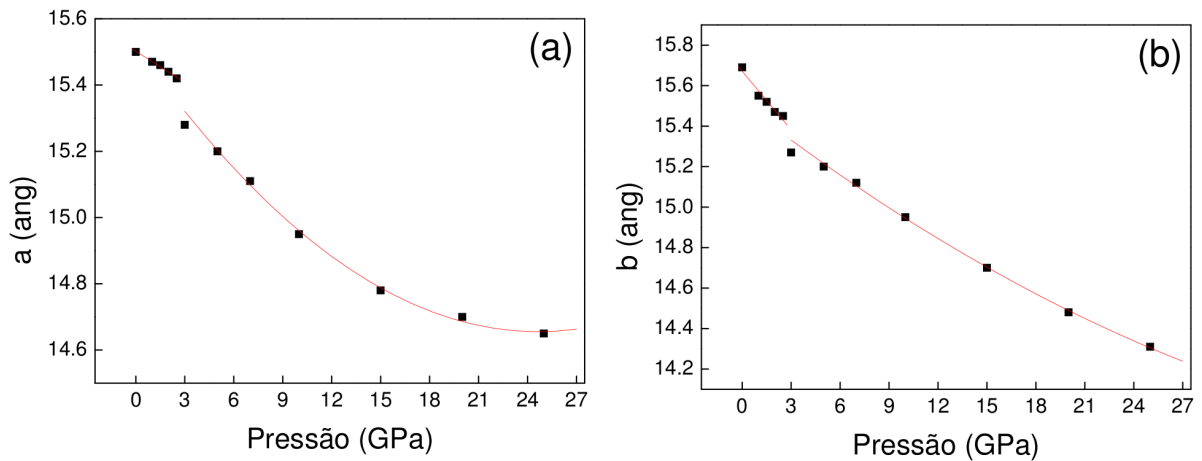 (a)
15.6
15.4
15.2
15.0
14.8
14.6
a (ang)
0 3 6 9 12 15 18 21 24 27
Pressão (GPa)
(b)
15.8
15.6
15.4
15.2
15.0
14.8
14.6
14.4
14.2
b (ang)
0 3 6 9 12 15 18 21 24 27
Pressão (GPa)